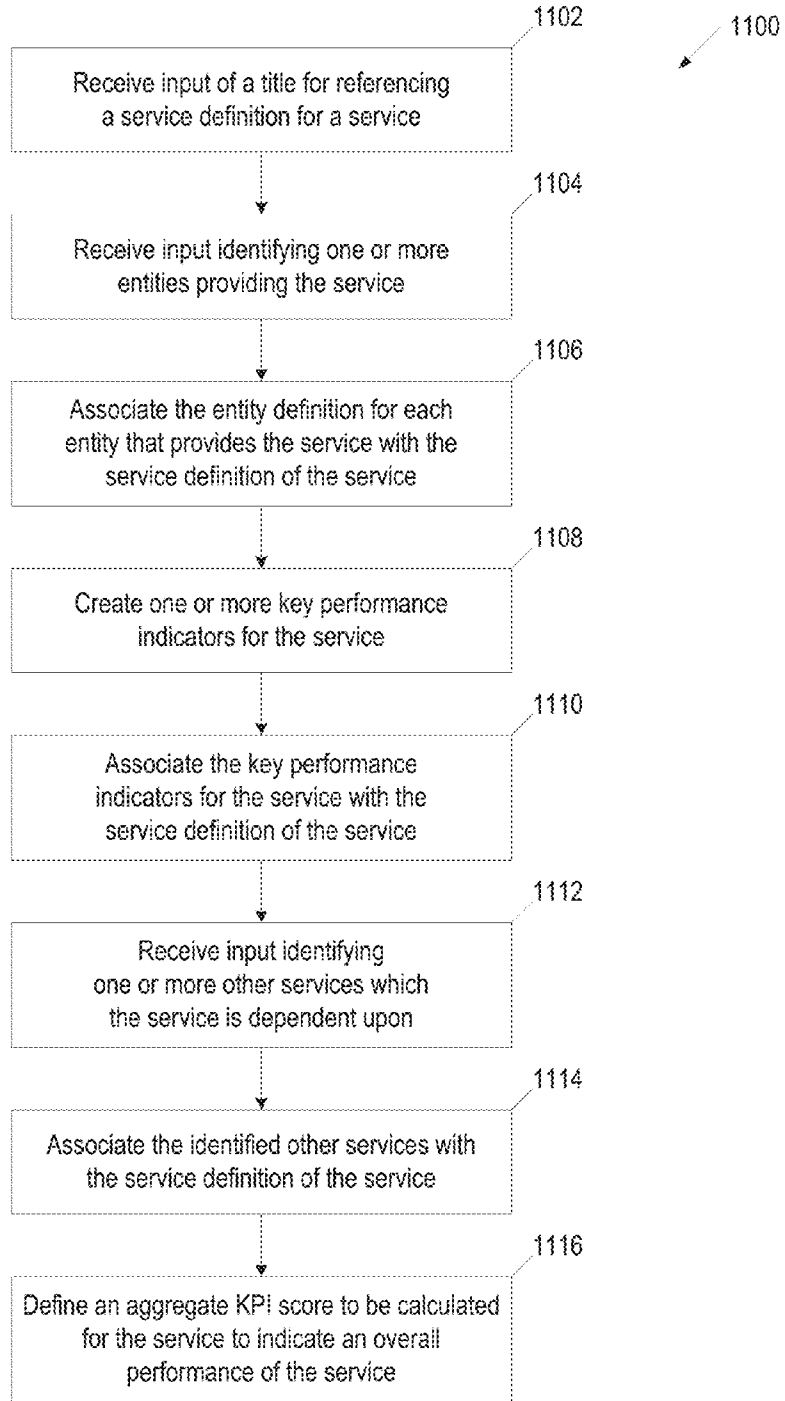 1100
1102
Receive input of a title for referencing
a service definition for a service
1104
Receive input identifying one or more
entities providing the service
1106
Associate the entity definition for each
entity that provides the service with the
service definition of the service
1108
Create one or more key performance
indicators for the service
1110
Associate the key performance
indicators for the service with the
service definition of the service
1112
Receive input identifying
one or more other services which
the service is dependent upon
1114
Associate the identified other services with
the service definition of the service
1116
Define an aggregate KPI score to be calculated
for the service to indicate an overall
performance of the service